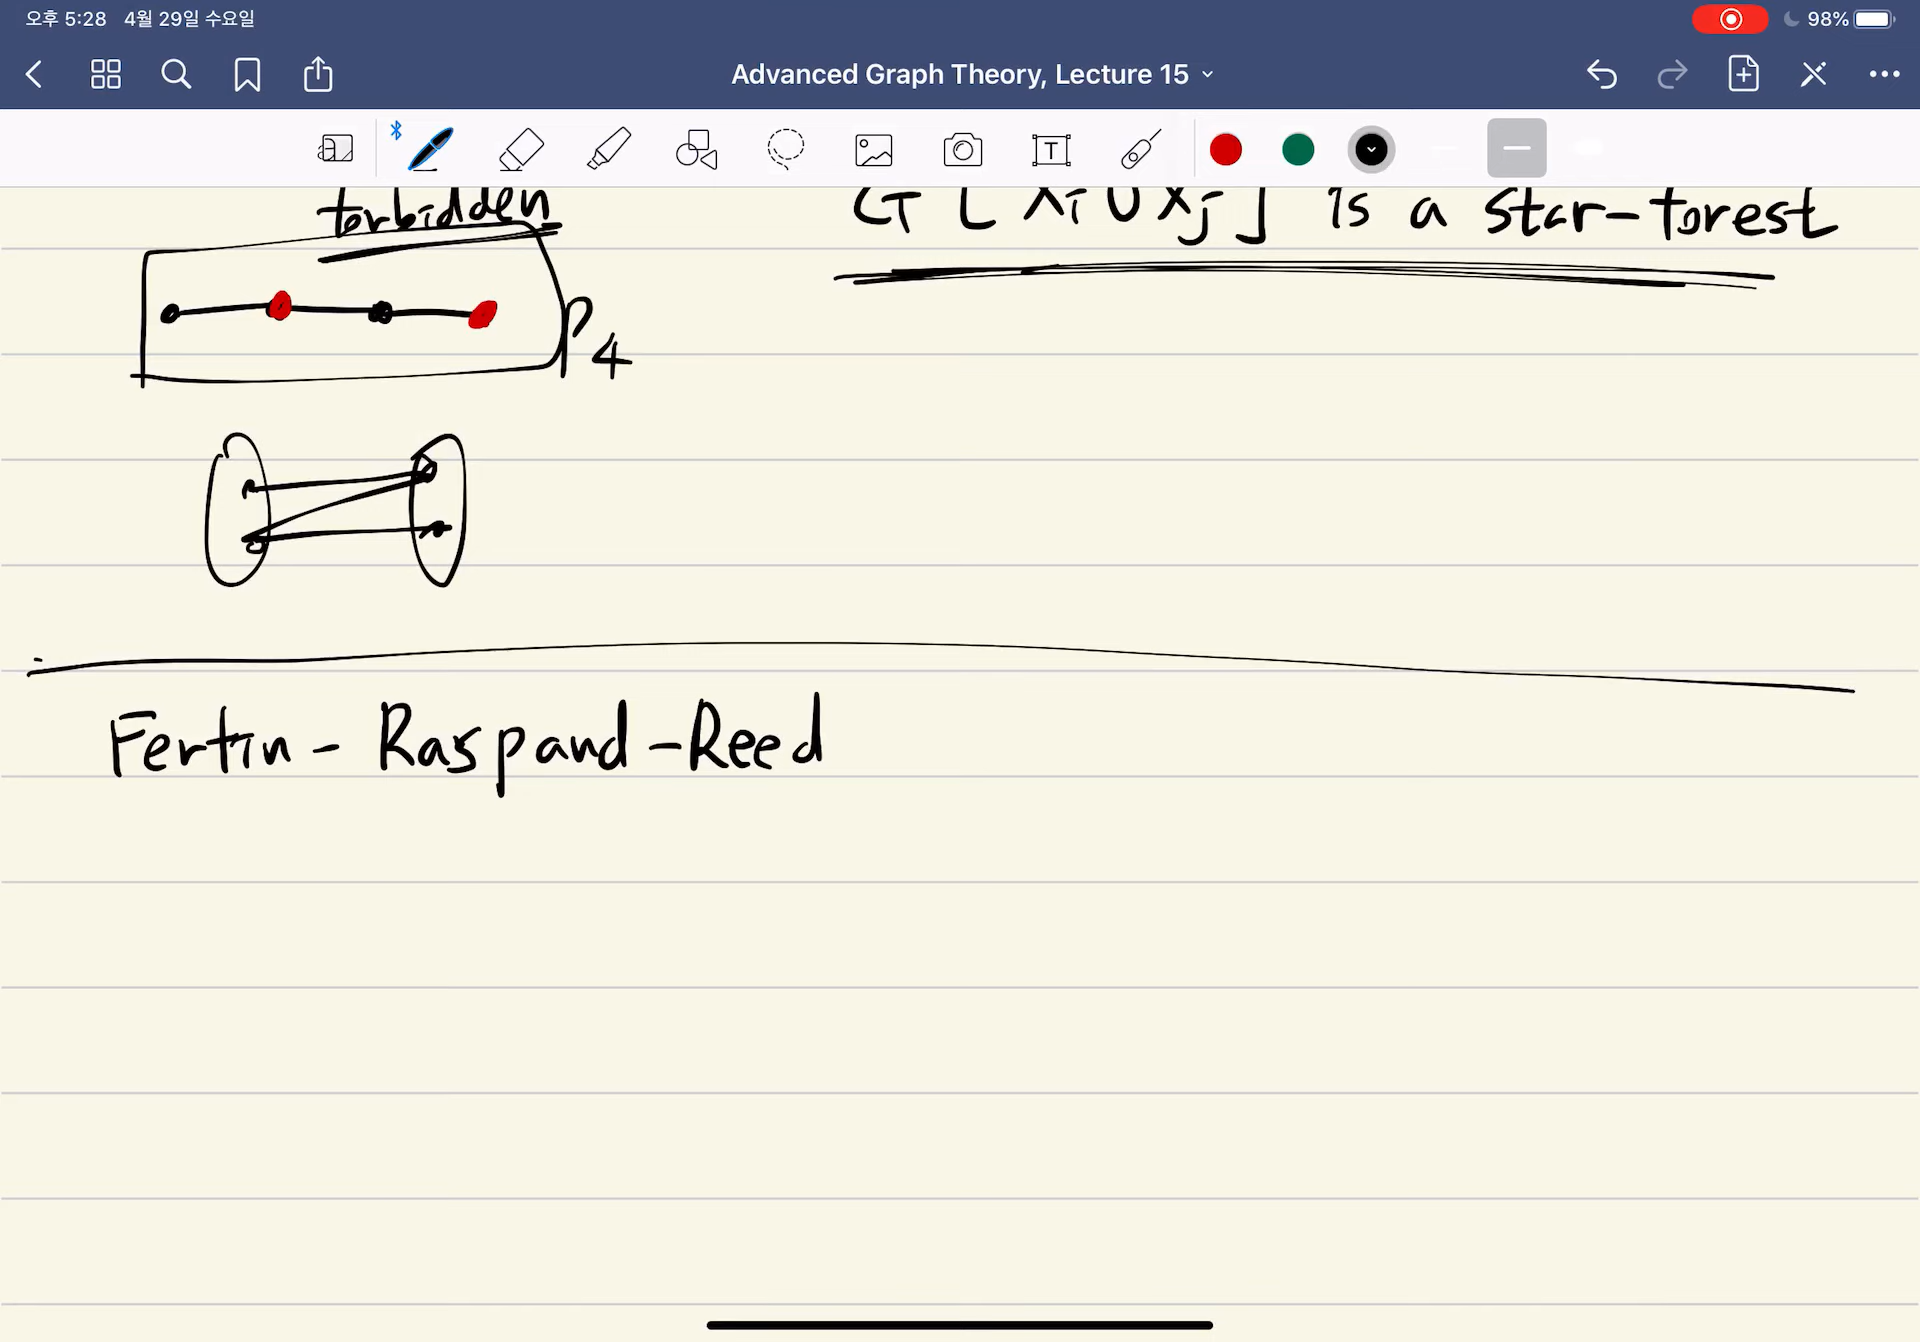 오후 5:28 4월 29일 수요일
98%
Advanced Graph Theory, Lecture 15
forbidden
G [ Xi ∪ Xj ] is a star-forest
P4
Fertin - Raspand - Reed